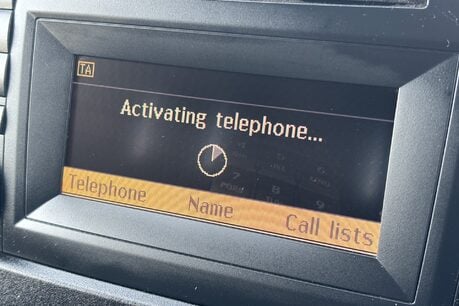 TA
Activating telephone...
Telephone Name Call lists